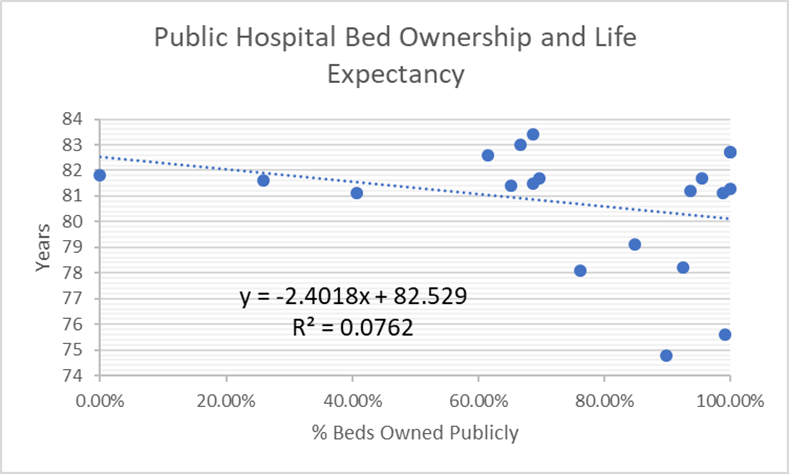 Public Hospital Bed Ownership and Life
Expectancy
84
83
82
81
80
79
78
77
76
75
74
Years
y = -2.4018x + 82.529
R² = 0.0762
0.00% 20.00% 40.00% 60.00% 80.00% 100.00%
% Beds Owned Publicly